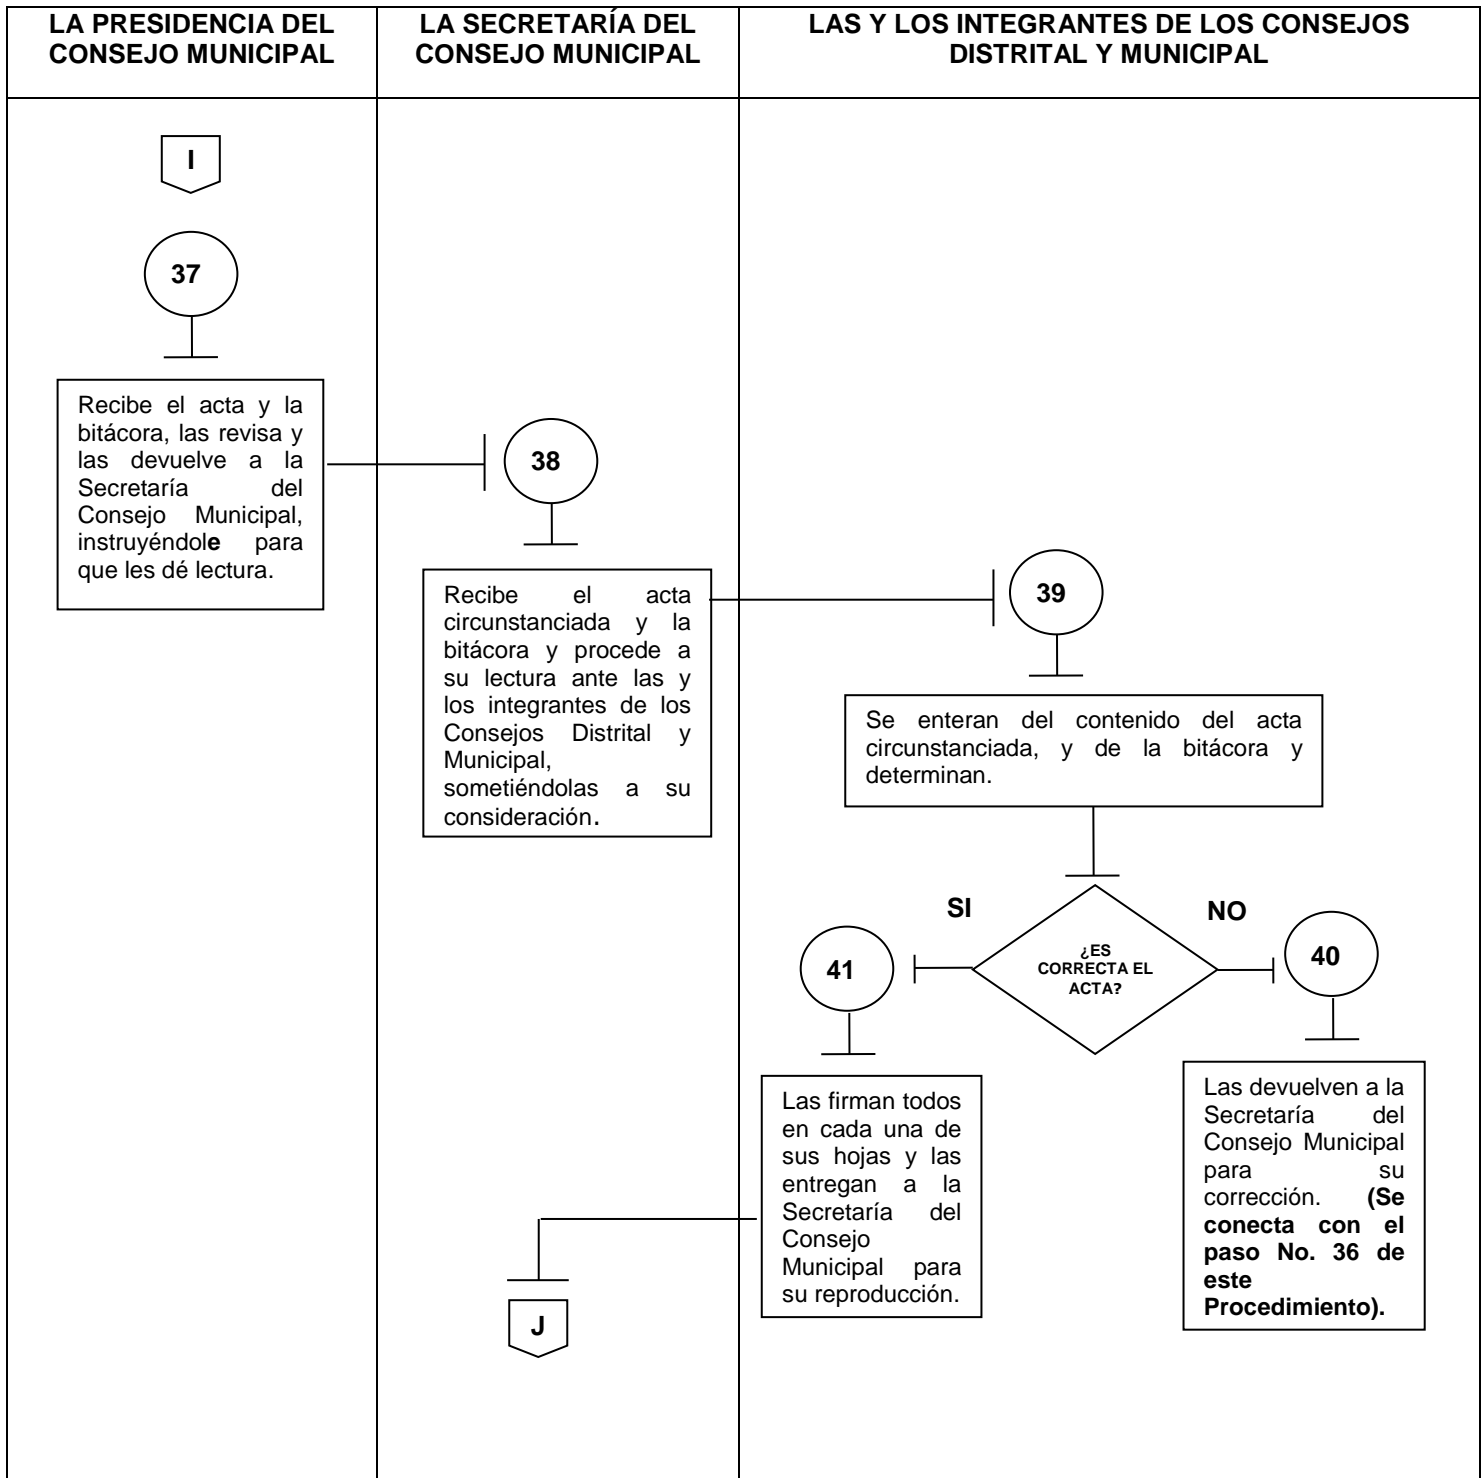 LA PRESIDENCIA DEL
CONSEJO MUNICIPAL
LA SECRETARÍA DEL
CONSEJO MUNICIPAL
LAS Y LOS INTEGRANTES DE LOS CONSEJOS
DISTRITAL Y MUNICIPAL
I
37
Recibe el acta y la
bitácora, las revisa y
las devuelve a la
Secretaría del
Consejo Municipal,
instruyéndole para
que les dé lectura.
38
Recibe el acta
circunstanciada y la
bitácora y procede a
su lectura ante las y
los integrantes de los
Consejos Distrital y
Municipal,
sometiéndolas a su
consideración.
39
Se enteran del contenido del acta
circunstanciada, y de la bitácora y
determinan.
SI
NO
¿ES
CORRECTA EL
ACTA?
41
40
Las firman todos
en cada una de
sus hojas y las
entregan a la
Secretaría del
Consejo
Municipal para
su reproducción.
Las devuelven a la
Secretaría del
Consejo Municipal
para su
corrección. (Se
conecta con el
paso No. 36 de
este
Procedimiento).
J